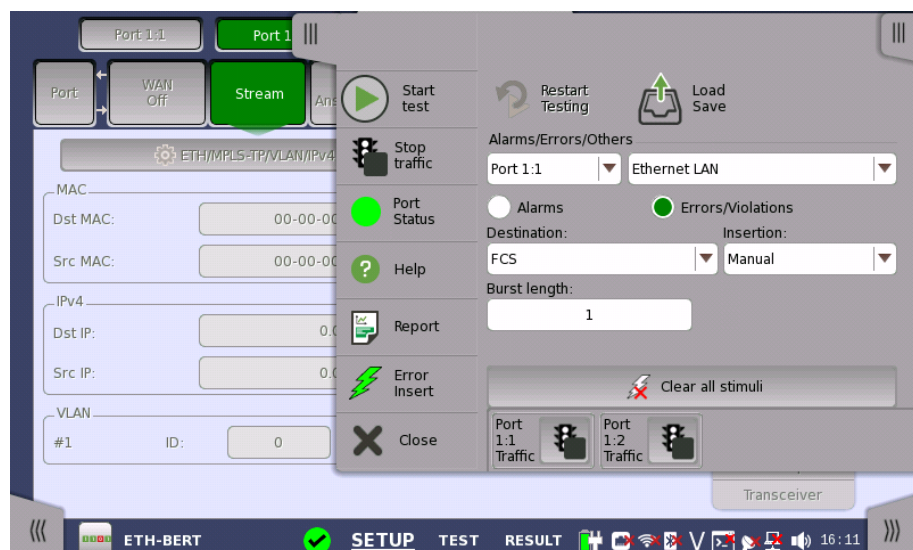 Port 1:1
Port 1
Port
WAN
Off
Stream
ETH/MPLS-TP/VLAN/IPv4
MAC
Dst MAC:
00-00-00
Src MAC:
00-00-00
IPv4
Dst IP:
0.0
Src IP:
0.0
VLAN
#1
ID:
0
Start
test
Stop
traffic
Port
Status
Help
Report
Error
Insert
Close
Restart
Testing
Load
Save
Alarms/Errors/Others
Port 1:1
Ethernet LAN
Alarms
Errors/Violations
Destination:
Insertion:
FCS
Manual
Burst length:
1
Clear all stimuli
Port
1:1
Traffic
Port
1:2
Traffic
Transceiver
ETH-BERT
SETUP
TEST
RESULT
16:11